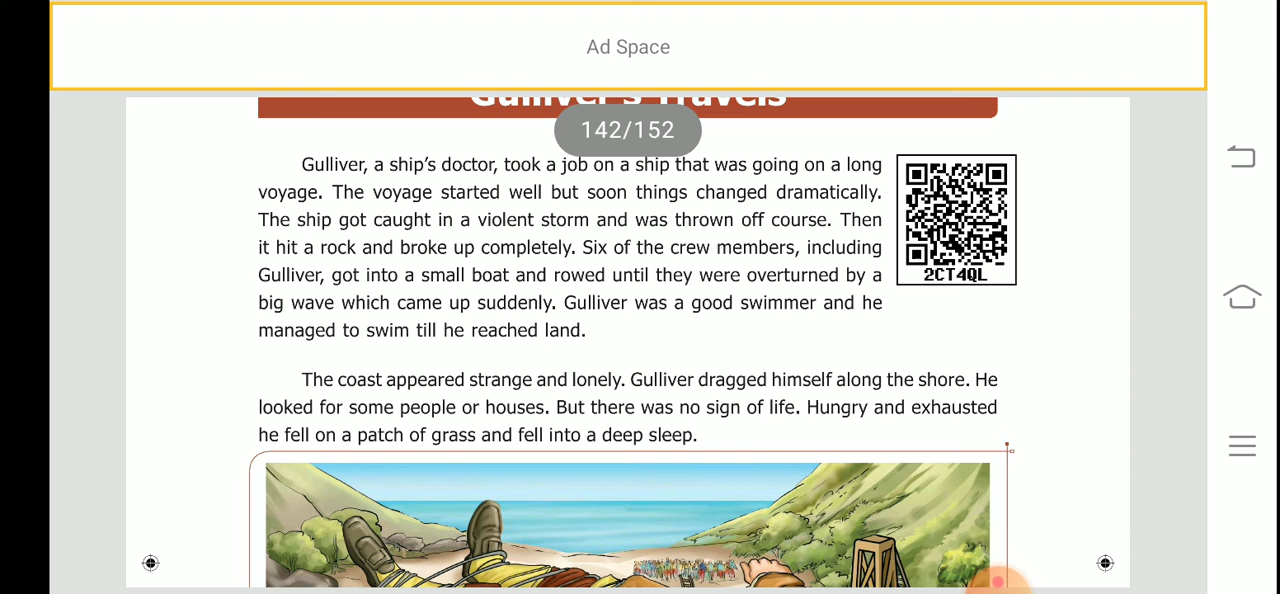 Ad Space
Gulliver's Travels
142/152
Gulliver, a ship's doctor, took a job on a ship that was going on a long
voyage. The voyage started well but soon things changed dramatically.
The ship got caught in a violent storm and was thrown off course. Then
it hit a rock and broke up completely. Six of the crew members, including
Gulliver, got into a small boat and rowed until they were overturned by a
big wave which came up suddenly. Gulliver was a good swimmer and he
managed to swim till he reached land.
2CT4QL
The coast appeared strange and lonely. Gulliver dragged himself along the shore. He
looked for some people or houses. But there was no sign of life. Hungry and exhausted
he fell on a patch of grass and fell into a deep sleep.